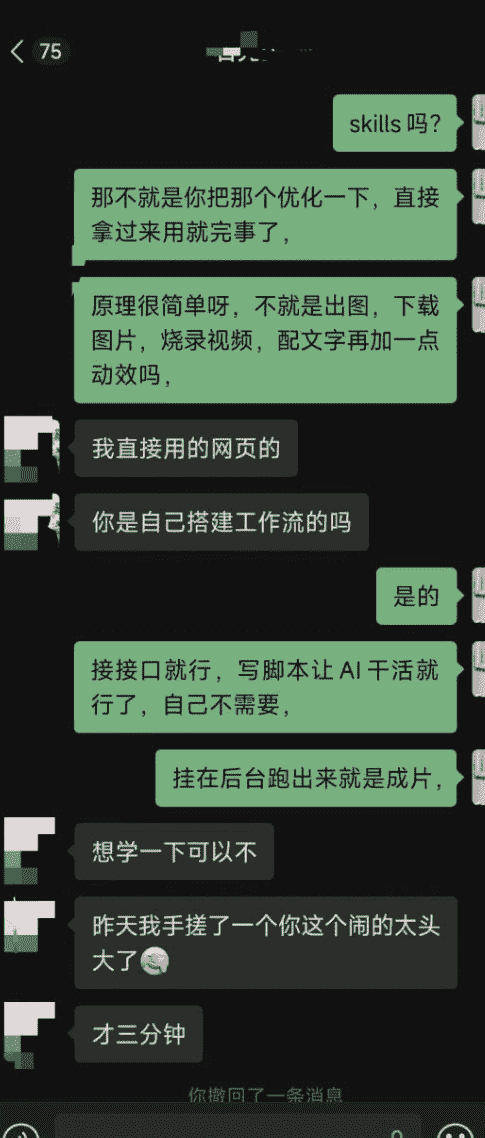 75
skills 吗?
那不就是你把那个优化一下，直接
拿过来用就完事了，
原理很简单呀，不就是出图，下载
图片，烧录视频，配文字再加一点
动效吗，
我直接用的网页的
你是自己搭建工作流的吗
是的
接接口就行，写脚本让 AI 干活就
行了，自己不需要，
挂在后台跑出来就是成片，
想学一下可以不
昨天我手搓了一个你这个闹的太头
大了
才三分钟
你撤回了一条消息